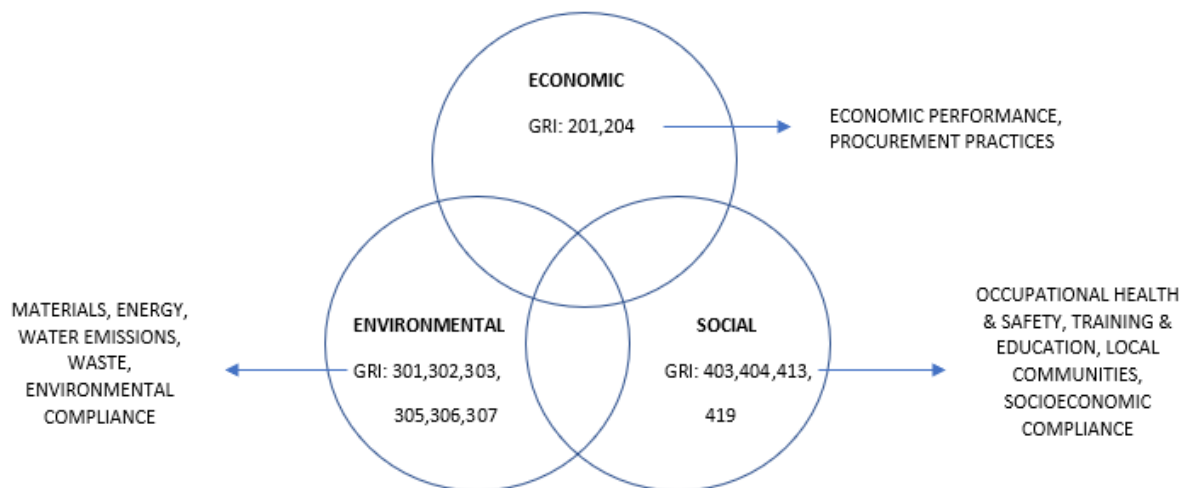 ECONOMIC
GRI: 201,204
ECONOMIC PERFORMANCE,
PROCUREMENT PRACTICES
MATERIALS, ENERGY,
WATER EMISSIONS,
WASTE,
ENVIRONMENTAL
COMPLIANCE
ENVIRONMENTAL
GRI: 301,302,303,
305,306,307
SOCIAL
GRI: 403,404,413,
419
OCCUPATIONAL HEALTH
& SAFETY, TRAINING &
EDUCATION, LOCAL
COMMUNITIES,
SOCIOECONOMIC
COMPLIANCE